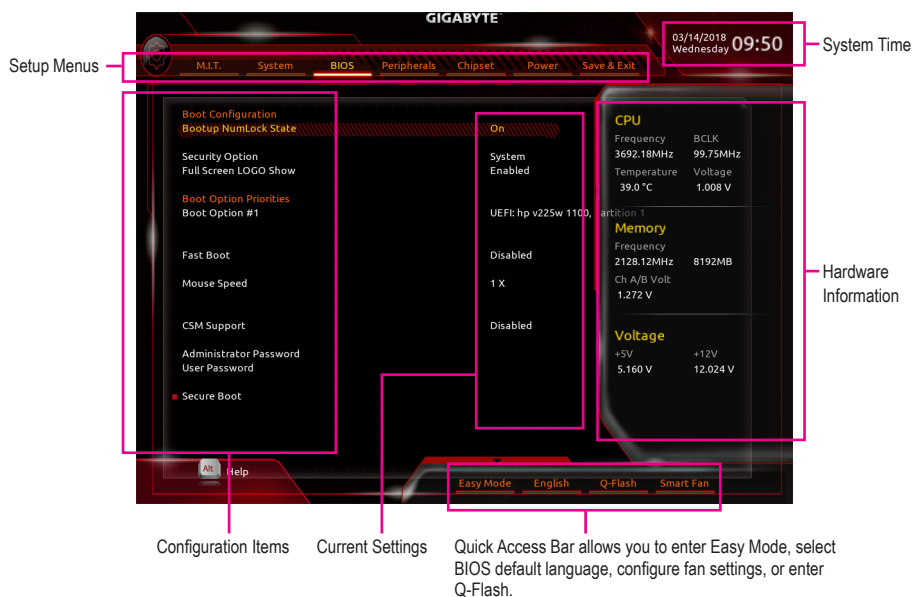 GIGABYTE™
03/14/2018
Wednesday
09:50
System Time
Setup Menus
M.I.T. System BIOS Peripherals Chipset Power Save & Exit
Boot Configuration
Bootup NumLock State On
Security Option System
Full Screen LOGO Show Enabled
Boot Option Priorities
Boot Option #1 UEFI: hp v225w 1100, artition 1
Fast Boot Disabled
Mouse Speed 1 X
CSM Support Disabled
Administrator Password
User Password
Secure Boot
CPU
Frequency BCLK
3692.18MHz 99.75MHz
Temperature Voltage
39.0 °C 1.008 V
Memory
Frequency
2128.12MHz 8192MB
Ch A/B Volt
1.272 V
Voltage
+5V +12V
5.160 V 12.024 V
Hardware
Information
Alt Help
Easy Mode English Q-Flash Smart Fan
Configuration Items
Current Settings
Quick Access Bar allows you to enter Easy Mode, select
BIOS default language, configure fan settings, or enter
Q-Flash.